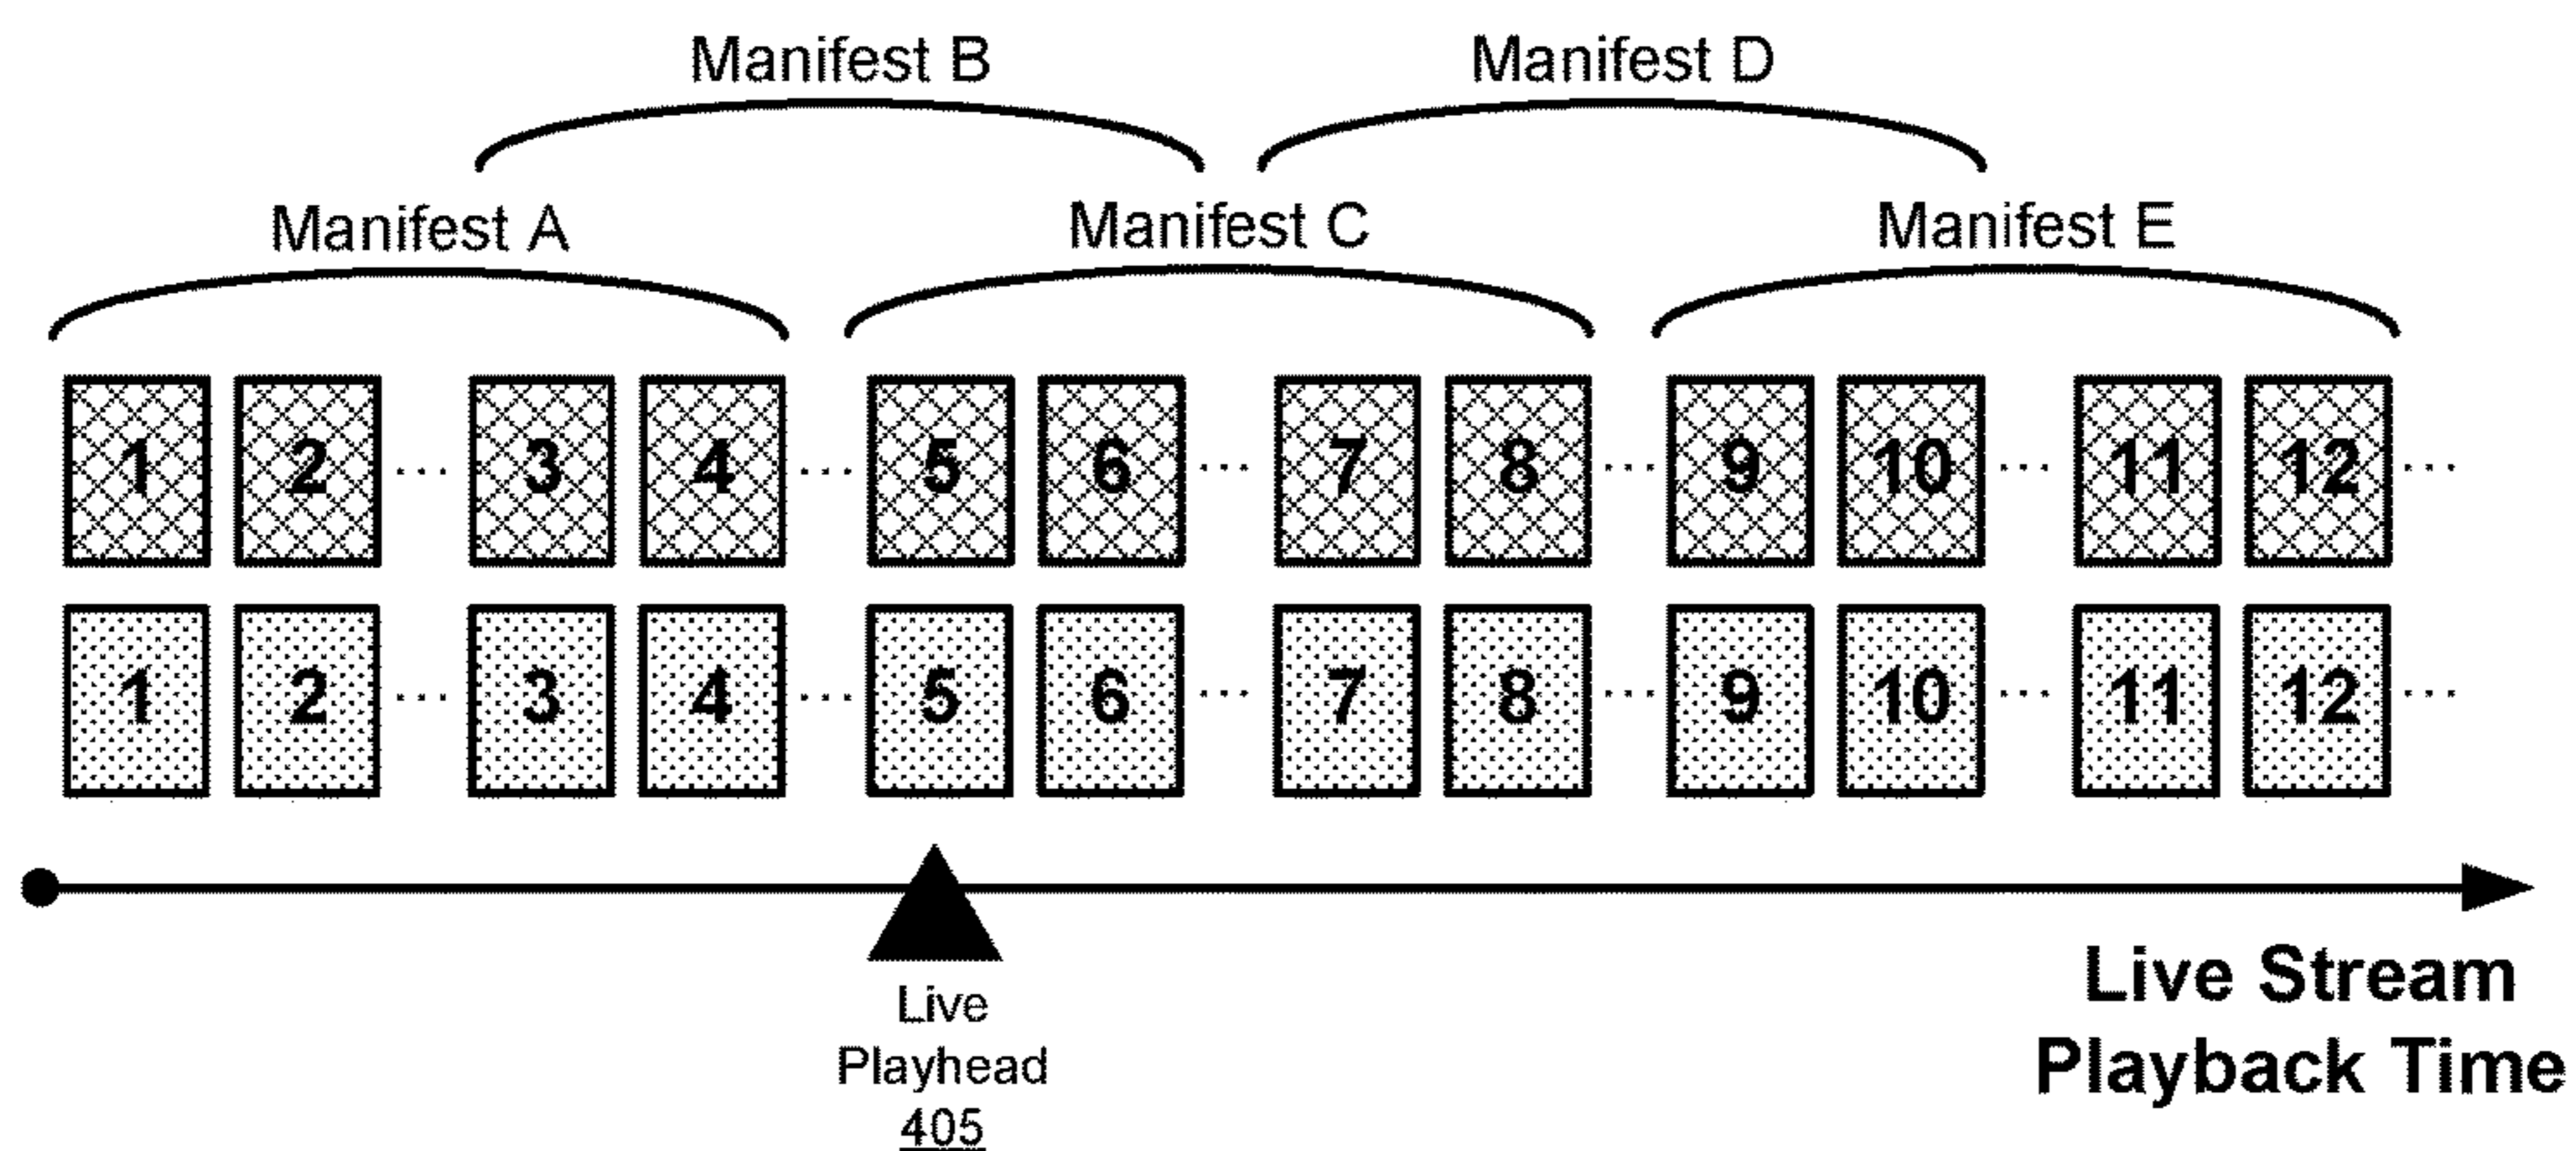 Manifest B Manifest D
Manifest A Manifest C Manifest E
1 2 ... 3 4 ... 5 6 ... 7 8 ... 9 10 ... 11 12 ...
1 2 ... 3 4 ... 5 6 ... 7 8 ... 9 10 ... 11 12 ...
Live
Playhead
405
Live Stream
Playback Time